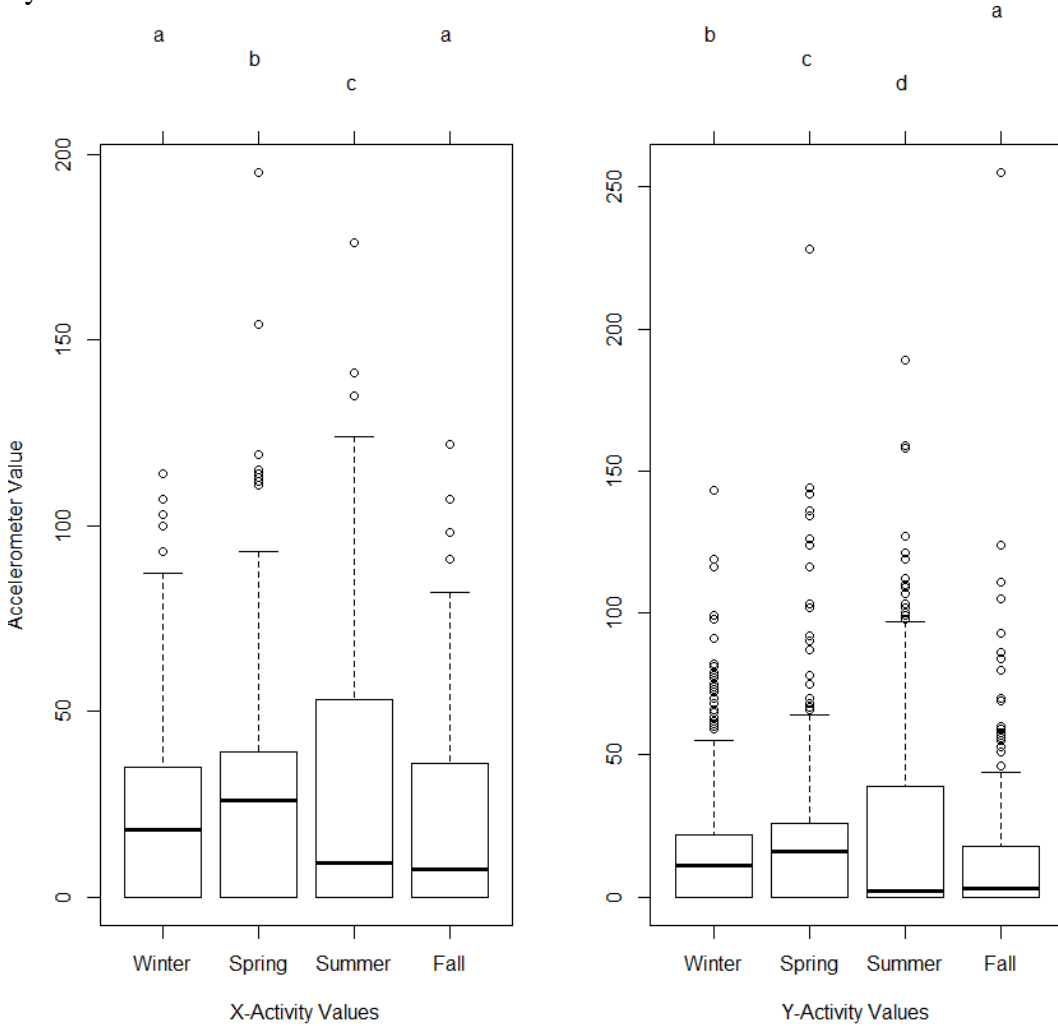 a
a
b
b
c
c
d
a
200
150
100
50
0
Accelerometer Value
Winter Spring Summer Fall
X-Activity Values
250
200
150
100
50
0
Winter Spring Summer Fall
Y-Activity Values